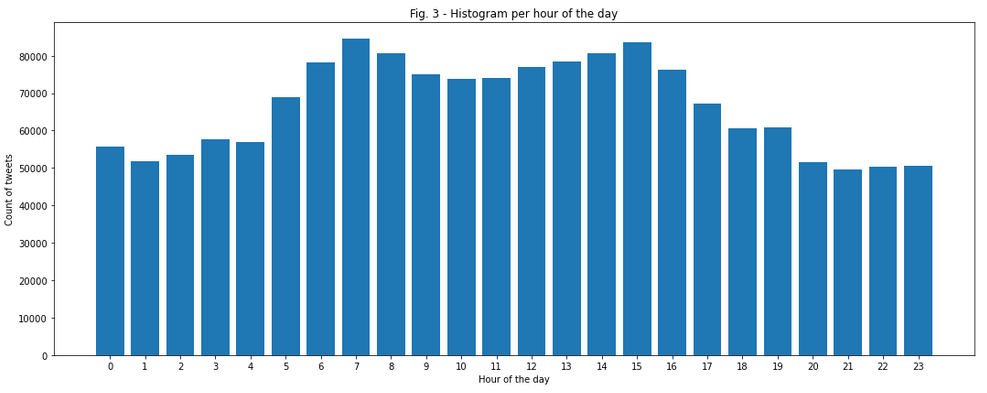 Fig. 3 - Histogram per hour of the day
Count of tweets
80000
70000
60000
50000
40000
30000
20000
10000
0
0 1 2 3 4 5 6 7 8 9 10 11 12 13 14 15 16 17 18 19 20 21 22 23
Hour of the day